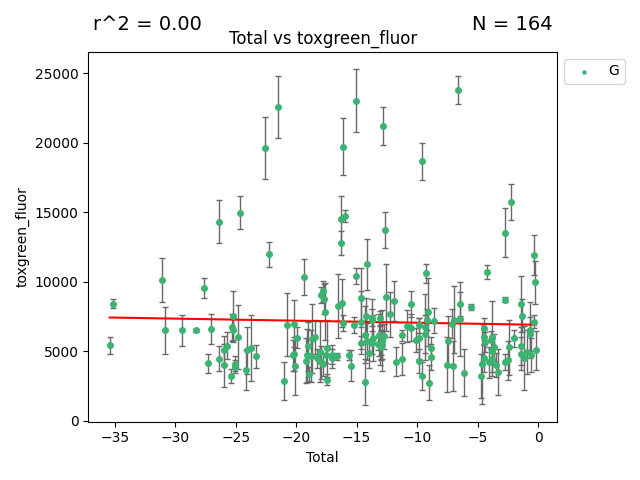 r^2 = 0.00
N = 164
Total vs toxgreen_fluor
G
25000
20000
15000
10000
5000
0
toxgreen_fluor
−35
−30
−25
−20
−15
−10
−5
0
Total